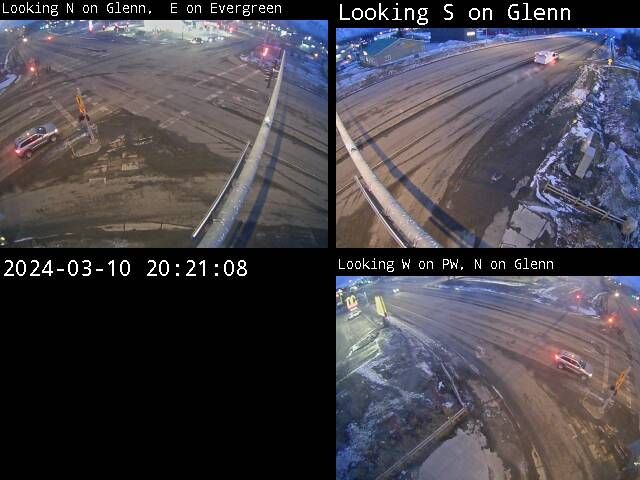 Looking N on Glenn,  E on Evergreen
Looking S on Glenn
2024-03-10 20:21:08
Looking W on PW, N on Glenn